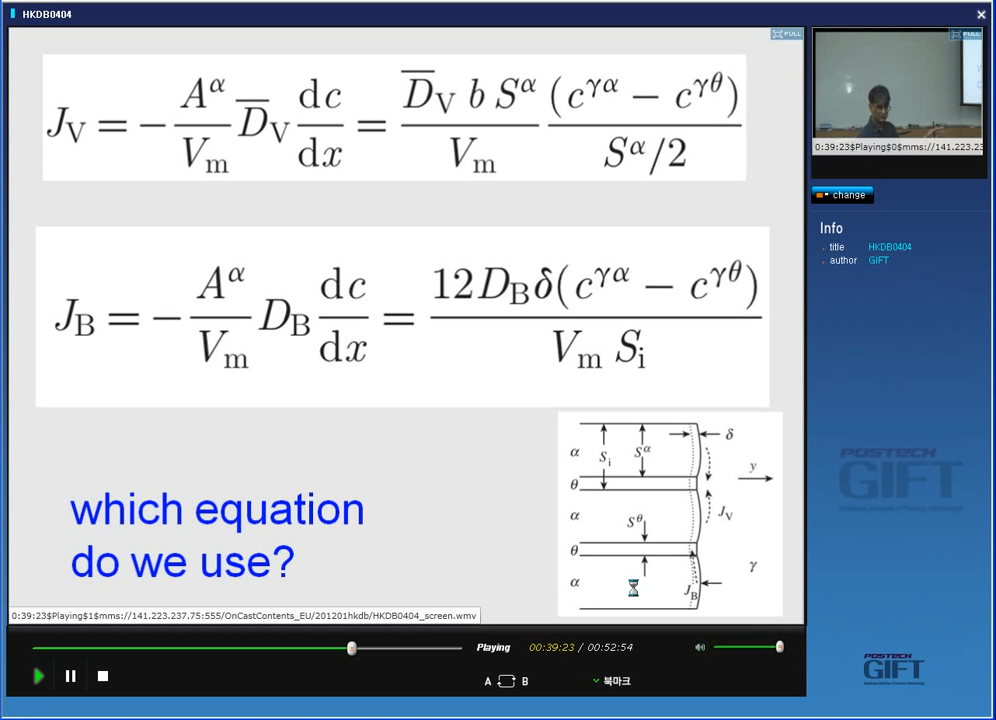 HKDB0404
FULL
J_V = −(A^α/V_m) D̅_V (dc/dx) = (D̅_V b S^α/V_m) ((c^{γα} − c^{γθ})/(S^α/2))
FULL
0:39:23$Playing$0$mms://141.223.23
change
Info
title HKDB0404
author GIFT
J_B = −(A^α/V_m) D_B (dc/dx) = 12D_Bδ(c^{γα} − c^{γθ})/(V_m S_i)
α S_i S^α δ
y
θ
α S^θ J_V
θ
α J_B γ
which equation
do we use?
0:39:23$Playing$1$mms://141.223.237.75:555/OnCastContents_EU/201201hkdb/HKDB0404_screen.wmv
Playing 00:39:23 / 00:52:54
A B 북마크
POSTECH
GIFT
POSTECH
GIFT